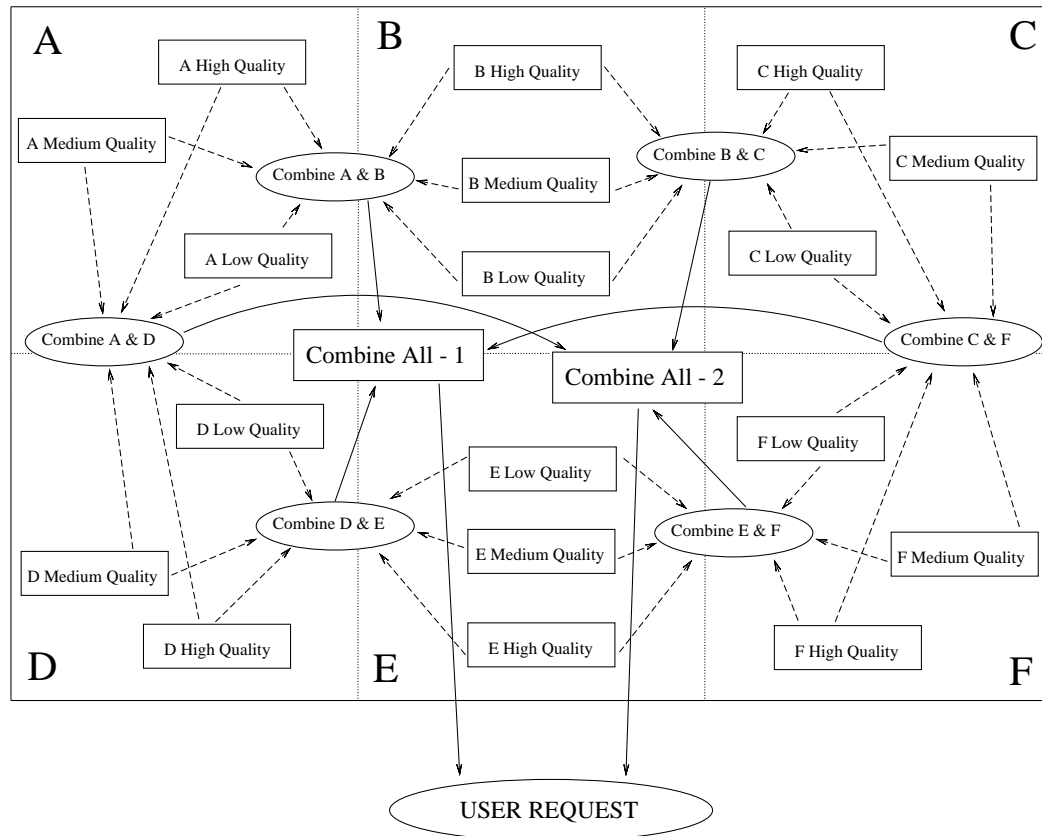 A
B
C
A High Quality
B High Quality
C High Quality
A Medium Quality
Combine A & B
B Medium Quality
Combine B & C
C Medium Quality
A Low Quality
B Low Quality
C Low Quality
Combine A & D
Combine All - 1
Combine All - 2
Combine C & F
D Low Quality
E Low Quality
F Low Quality
Combine D & E
Combine E & F
D Medium Quality
E Medium Quality
F Medium Quality
D High Quality
E High Quality
F High Quality
D
E
F
USER REQUEST